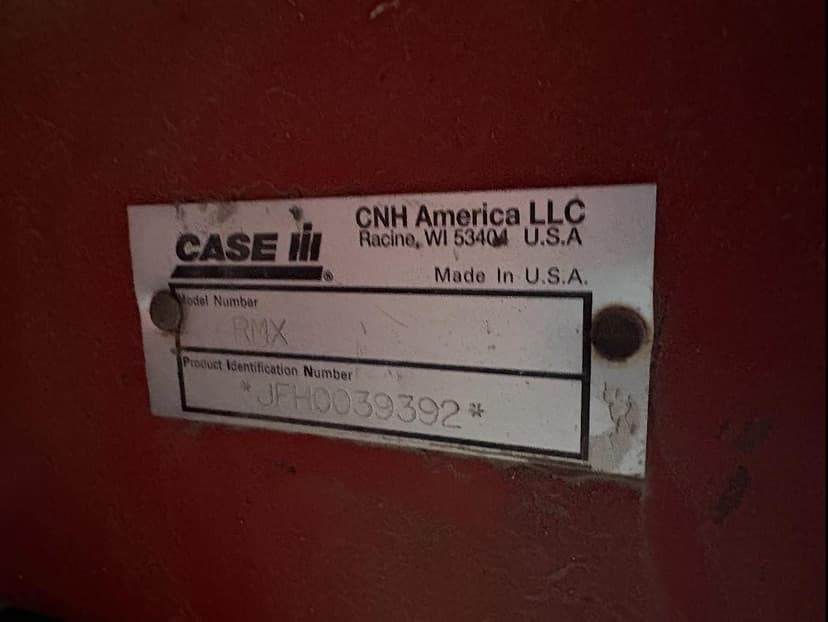 CASE IH®
CNH America LLC
Racine, WI 53404 U.S.A
Made In U.S.A.
Model Number
RMX
Product Identification Number
*JFH0039392*